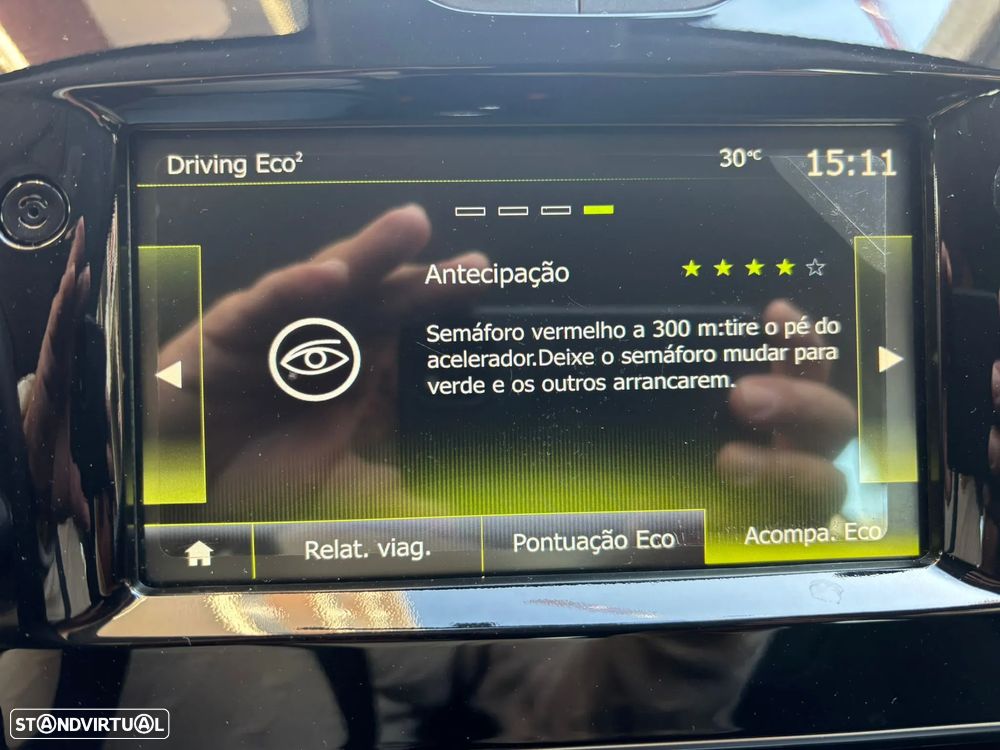 Driving Eco²
30°C
15:11
Antecipação
Semáforo vermelho a 300 m:tire o pé do
acelerador.Deixe o semáforo mudar para
verde e os outros arrancarem.
Relat. viag.
Pontuação Eco
Acompa. Eco
STANDVIRTUAL